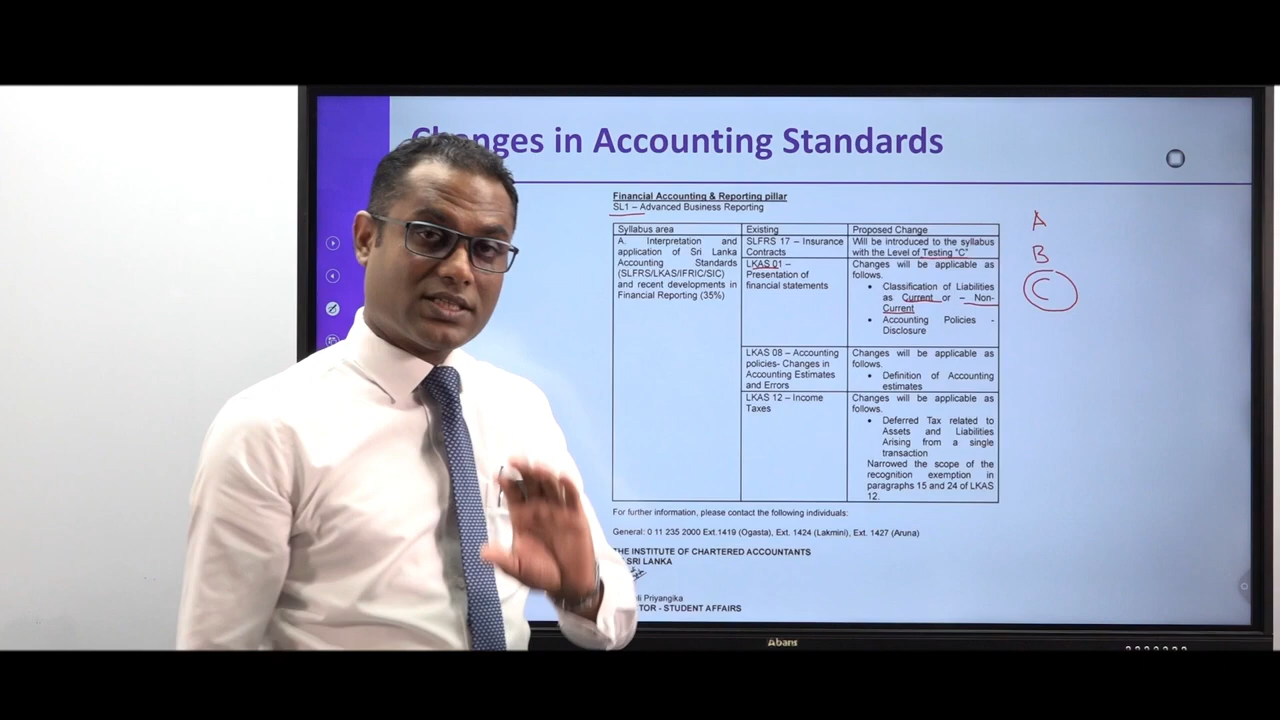 Changes in Accounting Standards
Financial Accounting & Reporting pillar
SL1 – Advanced Business Reporting
Syllabus area
Existing
Proposed Change
A. Interpretation and
application of Sri Lanka
Accounting Standards
(SLFRS/LKAS/IFRIC/SIC)
and recent developments in
Financial Reporting (35%)
SLFRS 17 – Insurance
Contracts
Will be introduced to the syllabus
with the Level of Testing "C"
LKAS 01 –
Presentation of
financial statements
Changes will be applicable as
follows.
• Classification of Liabilities
as Current or – Non-
Current
• Accounting Policies -
Disclosure
LKAS 08 – Accounting
policies- Changes in
Accounting Estimates
and Errors
Changes will be applicable as
follows.
• Definition of Accounting
estimates
LKAS 12 – Income
Taxes
Changes will be applicable as
follows.
• Deferred Tax related to
Assets and Liabilities
Arising from a single
transaction
Narrowed the scope of the
recognition exemption in
paragraphs 15 and 24 of LKAS
12.
A
B
C
For further information, please contact the following individuals:
General: 0 11 235 2000 Ext.1419 (Ogasta), Ext. 1424 (Lakmini), Ext. 1427 (Aruna)
THE INSTITUTE OF CHARTERED ACCOUNTANTS
SRI LANKA
Priyangika
- STUDENT AFFAIRS
Abans